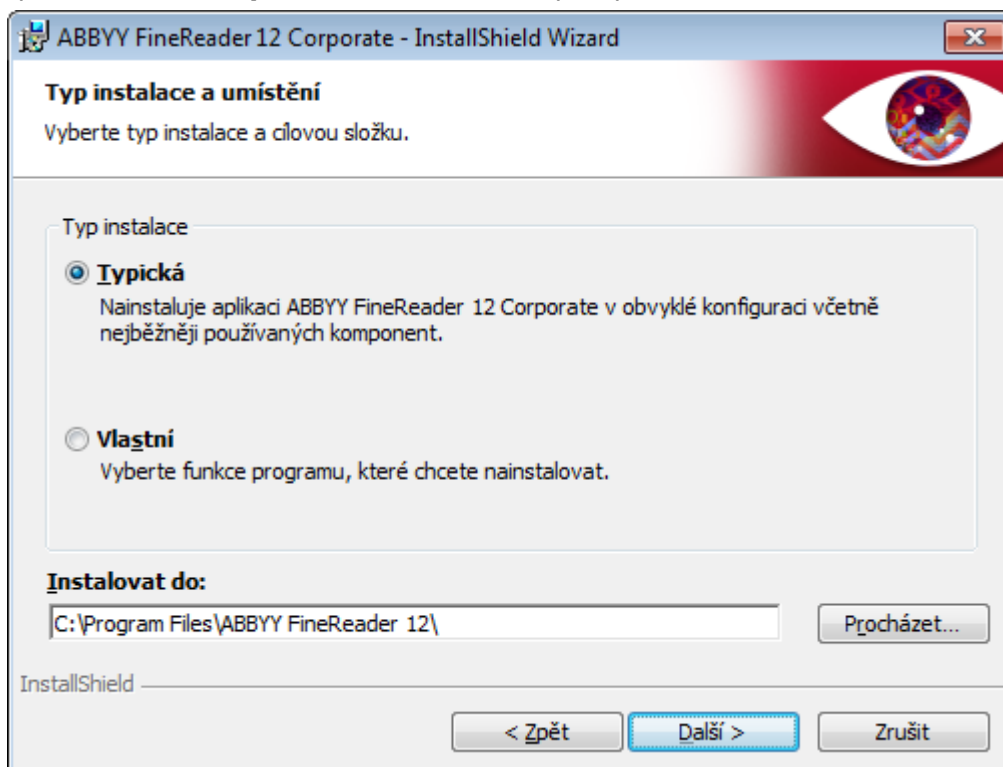 ABBYY FineReader 12 Corporate - InstallShield Wizard
Typ instalace a umístění
Vyberte typ instalace a cílovou složku.
Typ instalace
Typická
Nainstaluje aplikaci ABBYY FineReader 12 Corporate v obvyklé konfiguraci včetně
nejběžněji používaných komponent.
Vlastní
Vyberte funkce programu, které chcete nainstalovat.
Instalovat do:
C:\Program Files\ABBYY FineReader 12\
Procházet...
InstallShield
< Zpět
Další >
Zrušit